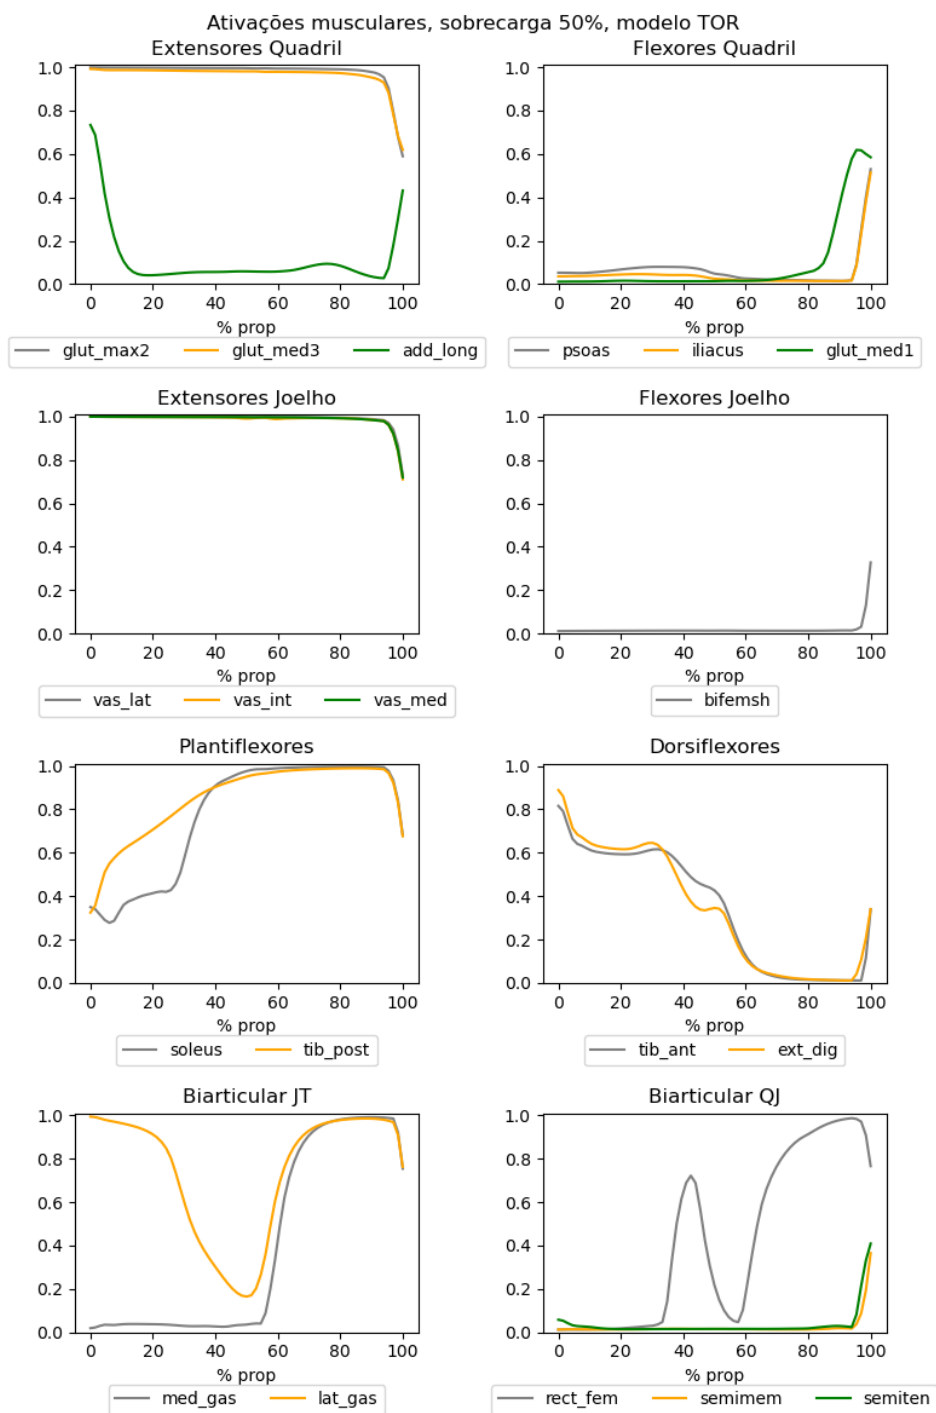 Ativações musculares, sobrecarga 50%, modelo TOR
Extensores Quadril
1.0
0.8
0.6
0.4
0.2
0.0
0 20 40 60 80 100
% prop
glut_max2 glut_med3 add_long
Flexores Quadril
1.0
0.8
0.6
0.4
0.2
0.0
0 20 40 60 80 100
% prop
psoas iliacus glut_med1
Extensores Joelho
1.0
0.8
0.6
0.4
0.2
0.0
0 20 40 60 80 100
% prop
vas_lat vas_int vas_med
Flexores Joelho
1.0
0.8
0.6
0.4
0.2
0.0
0 20 40 60 80 100
% prop
bifemsh
Plantiflexores
1.0
0.8
0.6
0.4
0.2
0.0
0 20 40 60 80 100
% prop
soleus tib_post
Dorsiflexores
1.0
0.8
0.6
0.4
0.2
0.0
0 20 40 60 80 100
% prop
tib_ant ext_dig
Biarticular JT
1.0
0.8
0.6
0.4
0.2
0.0
0 20 40 60 80 100
% prop
med_gas lat_gas
Biarticular QJ
1.0
0.8
0.6
0.4
0.2
0.0
0 20 40 60 80 100
% prop
rect_fem semimem semiten